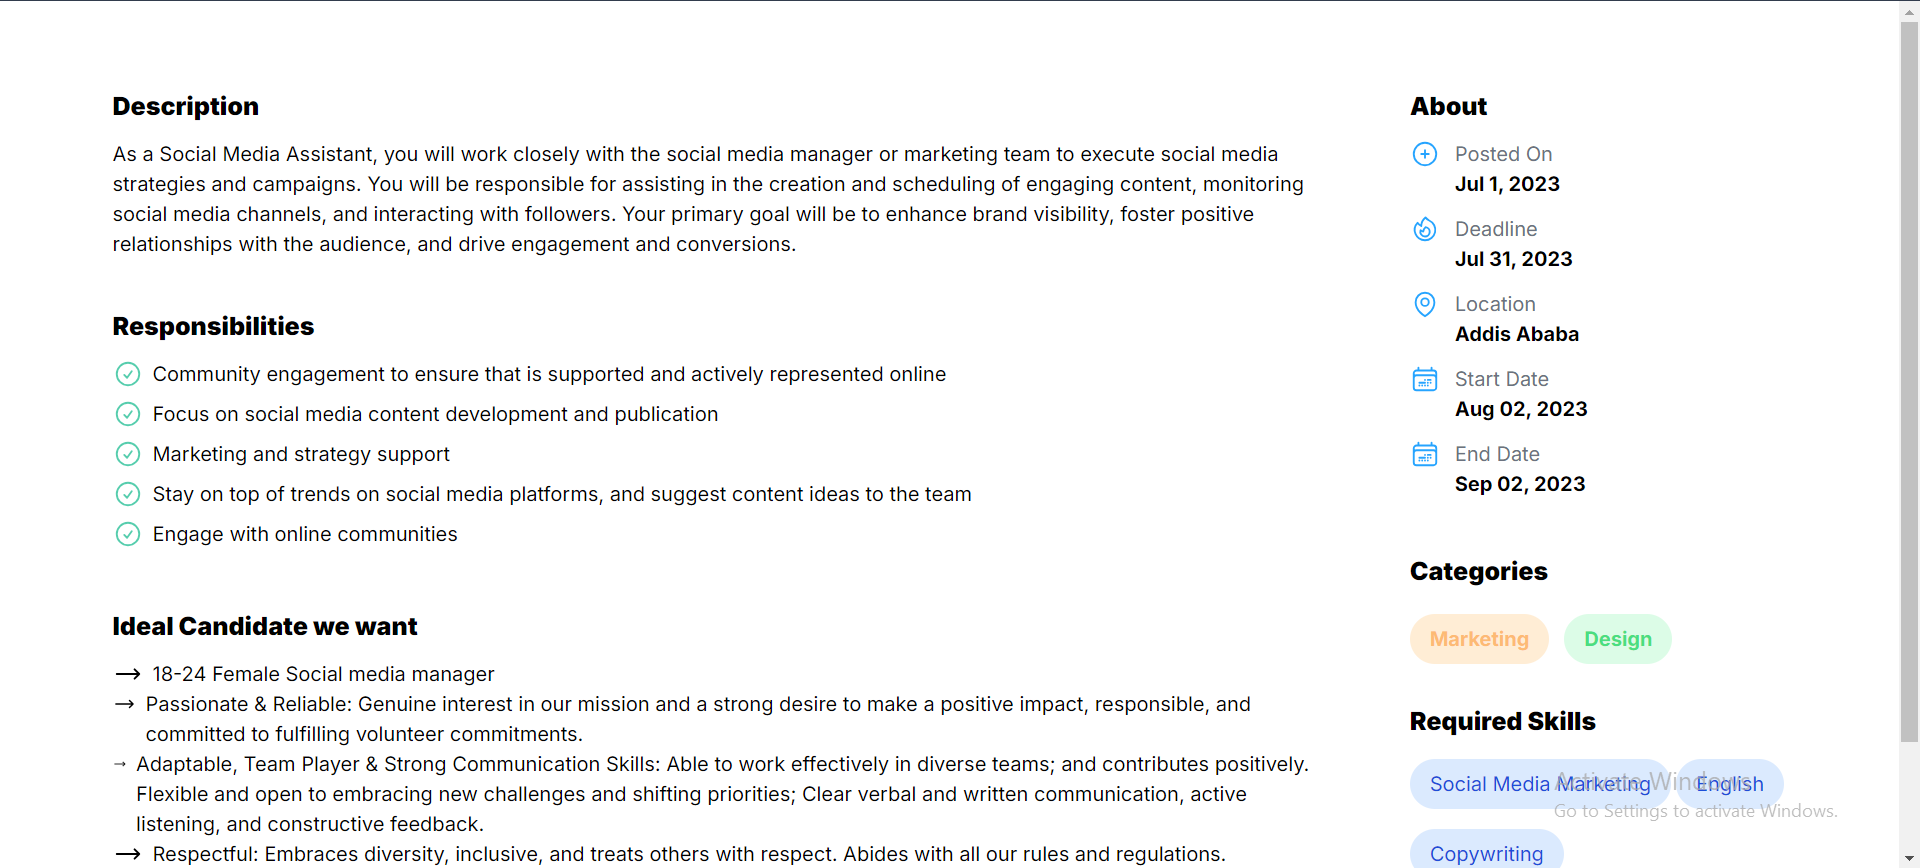 Description
As a Social Media Assistant, you will work closely with the social media manager or marketing team to execute social media
strategies and campaigns. You will be responsible for assisting in the creation and scheduling of engaging content, monitoring
social media channels, and interacting with followers. Your primary goal will be to enhance brand visibility, foster positive
relationships with the audience, and drive engagement and conversions.
Responsibilities
Community engagement to ensure that is supported and actively represented online
Focus on social media content development and publication
Marketing and strategy support
Stay on top of trends on social media platforms, and suggest content ideas to the team
Engage with online communities
Ideal Candidate we want
→ 18-24 Female Social media manager
→ Passionate & Reliable: Genuine interest in our mission and a strong desire to make a positive impact, responsible, and
committed to fulfilling volunteer commitments.
→ Adaptable, Team Player & Strong Communication Skills: Able to work effectively in diverse teams; and contributes positively.
Flexible and open to embracing new challenges and shifting priorities; Clear verbal and written communication, active
listening, and constructive feedback.
→ Respectful: Embraces diversity, inclusive, and treats others with respect. Abides with all our rules and regulations.
About
Posted On
Jul 1, 2023
Deadline
Jul 31, 2023
Location
Addis Ababa
Start Date
Aug 02, 2023
End Date
Sep 02, 2023
Categories
Marketing Design
Required Skills
Social Media Marketing English
Copywriting
Activate Windows
Go to Settings to activate Windows.